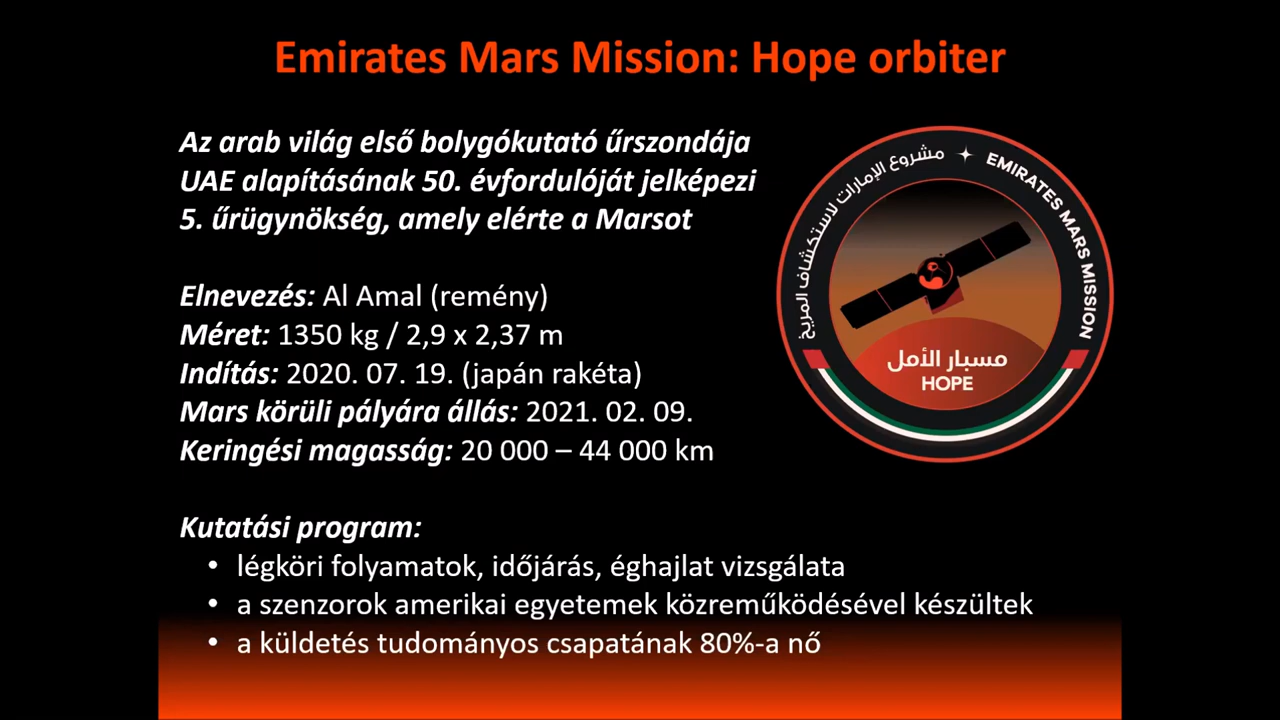 Emirates Mars Mission: Hope orbiter
Az arab világ első bolygókutató űrszondája
UAE alapításának 50. évfordulóját jelképezi
5. űrügynökség, amely elérte a Marsot
Elnevezés: Al Amal (remény)
Méret: 1350 kg / 2,9 x 2,37 m
Indítás: 2020. 07. 19. (japán rakéta)
Mars körüli pályára állás: 2021. 02. 09.
Keringési magasság: 20 000 – 44 000 km
Kutatási program:
• légköri folyamatok, időjárás, éghajlat vizsgálata
• a szenzorok amerikai egyetemek közreműködésével készültek
• a küldetés tudományos csapatának 80%-a nő
مشروع الإمارات لاستكشاف المريخ
EMIRATES MARS MISSION
مسبار الأمل
HOPE